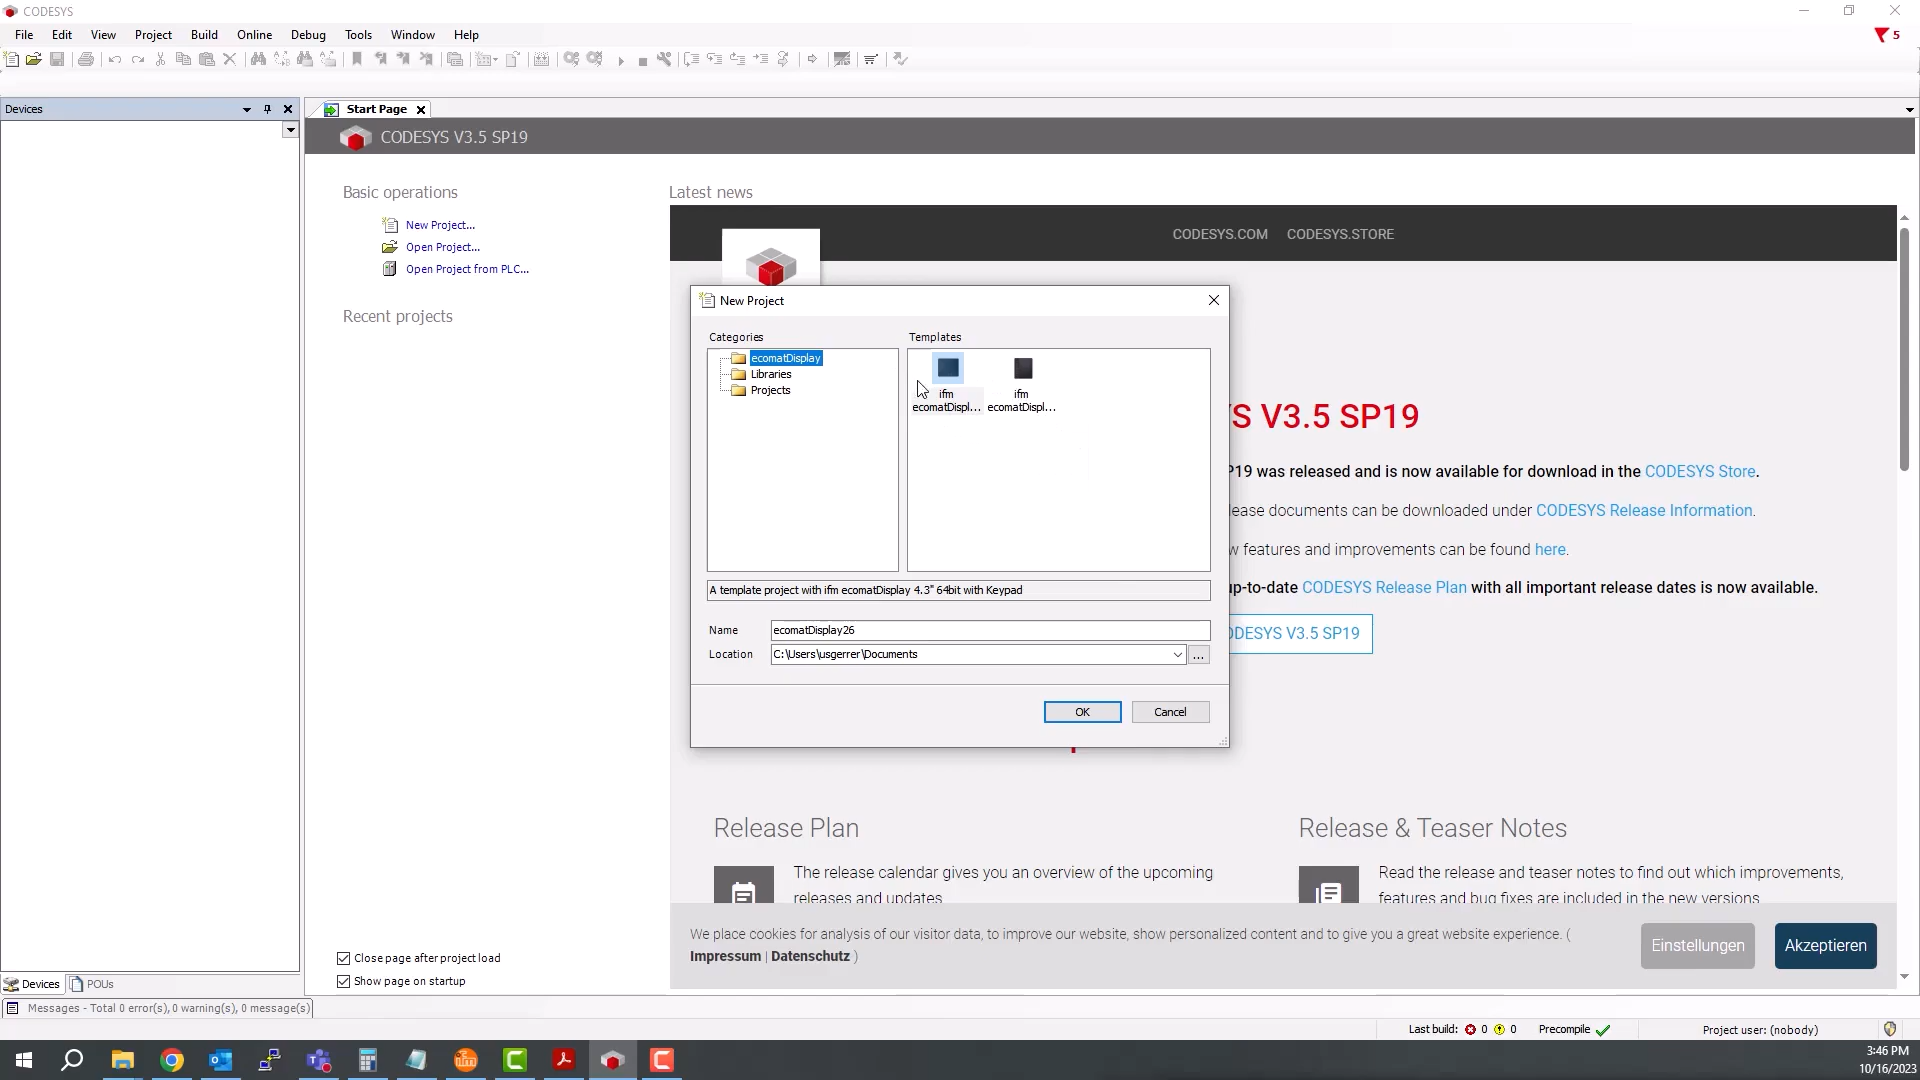 CODESYS
File Edit View Project Build Online Debug Tools Window Help
5
Devices
Start Page
CODESYS V3.5 SP19
Basic operations
New Project...
Open Project...
Open Project from PLC...
Recent projects
Latest news
CODESYS.COM CODESYS.STORE
New Project
Categories
ecomatDisplay
Libraries
Projects
Templates
ifm ecomatDispl...
ifm ecomatDispl...
A template project with ifm ecomatDisplay 4.3" 64bit with Keypad
Name ecomatDisplay26
Location C:\Users\usgerrer\Documents
...
OK Cancel
S V3.5 SP19
P19 was released and is now available for download in the CODESYS Store.
lease documents can be downloaded under CODESYS Release Information.
w features and improvements can be found here.
up-to-date CODESYS Release Plan with all important release dates is now available.
ODESYS V3.5 SP19
Release Plan
The release calendar gives you an overview of the upcoming
releases and updates
Release & Teaser Notes
Read the release and teaser notes to find out which improvements,
features and bug fixes are included in the new versions
We place cookies for analysis of our visitor data, to improve our website, show personalized content and to give you a great website experience. (
Impressum | Datenschutz )
Einstellungen Akzeptieren
Close page after project load
Show page on startup
Devices POUs
Messages - Total 0 error(s), 0 warning(s), 0 message(s)
Last build: 0 0 Precompile Project user: (nobody)
ifm
3:46 PM
10/16/2023